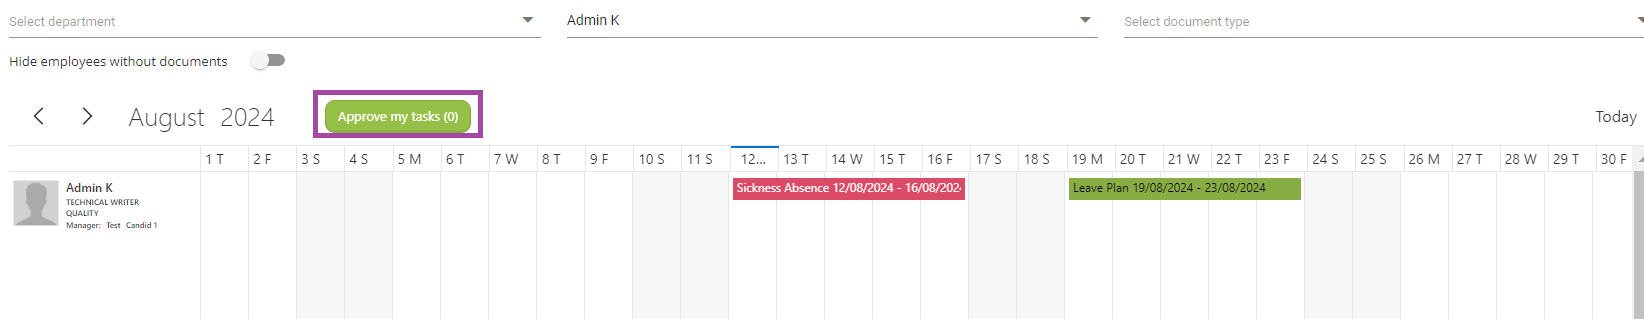 Select department Admin K Select document type
Hide employees without documents
August 2024 Approve my tasks (0) Today
1 T 2 F 3 S 4 S 5 M 6 T 7 W 8 T 9 F 10 S 11 S 12... 13 T 14 W 15 T 16 F 17 S 18 S 19 M 20 T 21 W 22 T 23 F 24 S 25 S 26 M 27 T 28 W 29 T 30 F
Admin K Sickness Absence 12/08/2024 - 16/08/202 Leave Plan 19/08/2024 - 23/08/2024
TECHNICAL WRITER
QUALITY
Manager: _Test _Candid 1